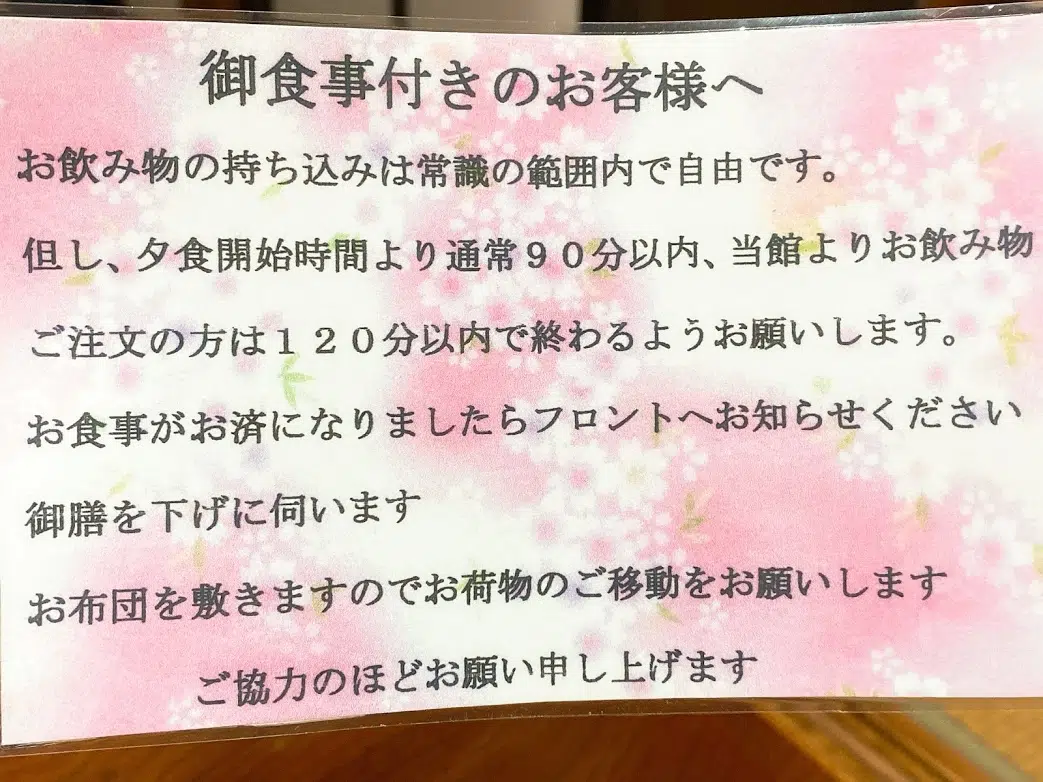 御食事付きのお客様へ
お飲み物の持ち込みは常識の範囲内で自由です。
但し、夕食開始時間より通常９０分以内、当館よりお飲み物
ご注文の方は１２０分以内で終わるようお願いします。
お食事がお済になりましたらフロントへお知らせください
御膳を下げに伺います
お布団を敷きますのでお荷物のご移動をお願いします
ご協力のほどお願い申し上げます